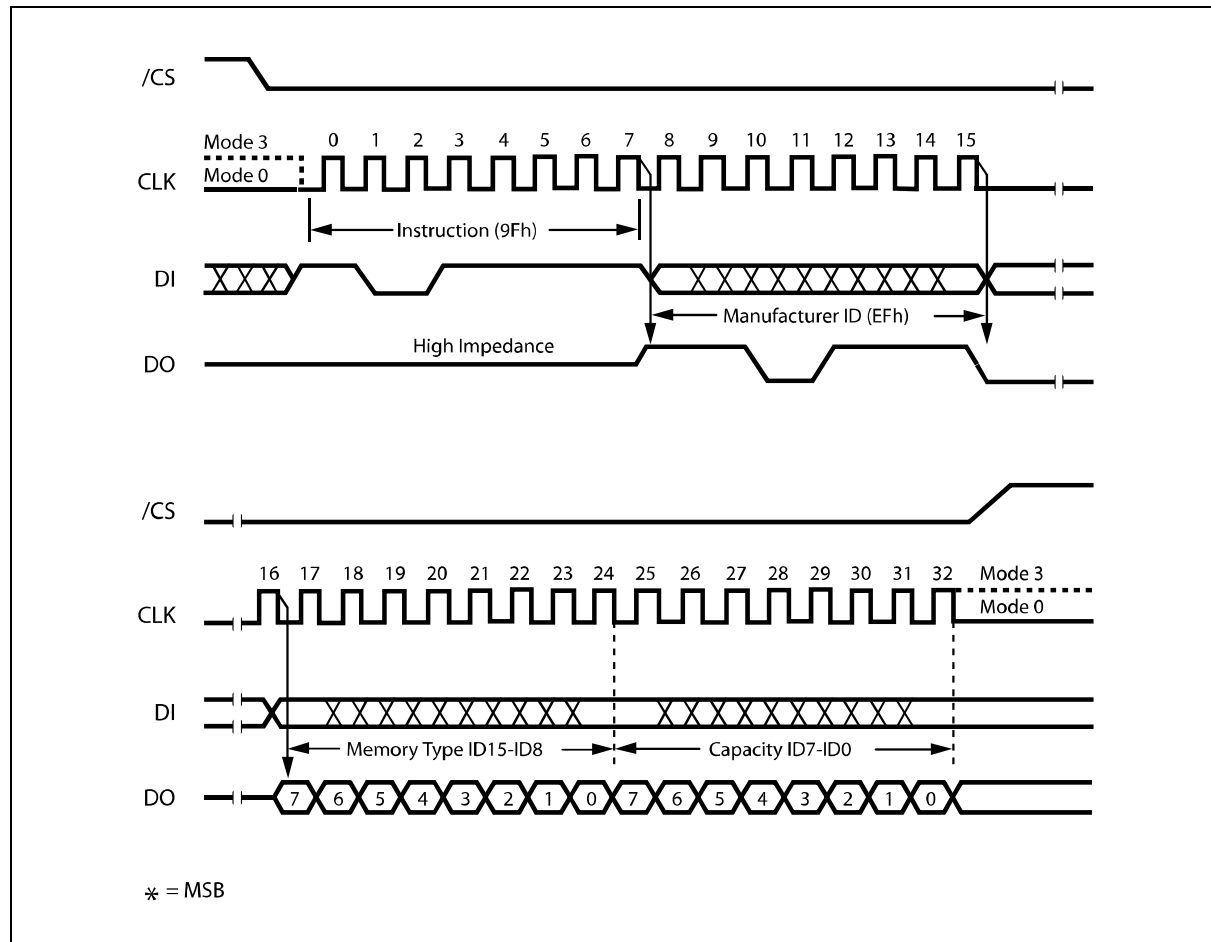 /CS
Mode 3
0 1 2 3 4 5 6 7 8 9 10 11 12 13 14 15
Mode 0
CLK
Instruction (9Fh)
DI
Manufacturer ID (EFh)
High Impedance
DO
/CS
16 17 18 19 20 21 22 23 24 25 26 27 28 29 30 31 32
Mode 3
Mode 0
CLK
DI
Memory Type ID15-ID8
Capacity ID7-ID0
DO
7 6 5 4 3 2 1 0 7 6 5 4 3 2 1 0
* = MSB